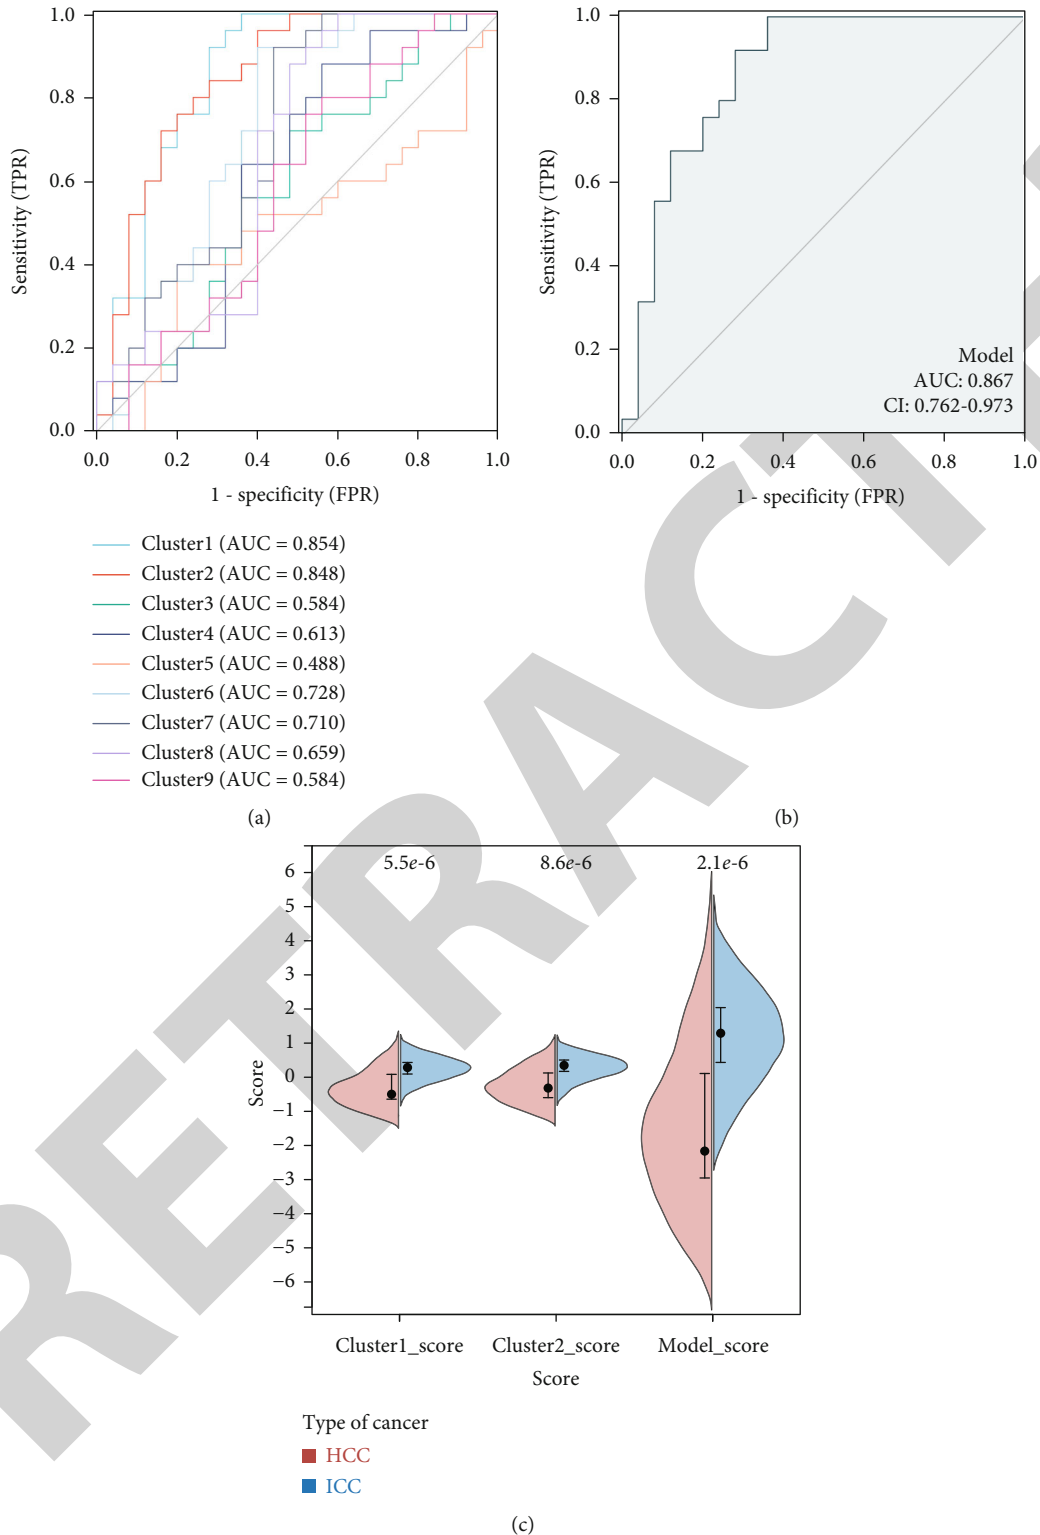 1.0
0.8
0.6
0.4
0.2
0.0
Sensitivity (TPR)
0.0 0.2 0.4 0.6 0.8 1.0
1 - specificity (FPR)
Cluster1 (AUC = 0.854)
Cluster2 (AUC = 0.848)
Cluster3 (AUC = 0.584)
Cluster4 (AUC = 0.613)
Cluster5 (AUC = 0.488)
Cluster6 (AUC = 0.728)
Cluster7 (AUC = 0.710)
Cluster8 (AUC = 0.659)
Cluster9 (AUC = 0.584)
(a)
1.0
0.8
0.6
0.4
0.2
0.0
Sensitivity (TPR)
Model
AUC: 0.867
CI: 0.762-0.973
0.0 0.2 0.4 0.6 0.8 1.0
1 - specificity (FPR)
(b)
5.5e-6 8.6e-6 2.1e-6
6
5
4
3
2
1
0
−1
−2
−3
−4
−5
−6
Score
Cluster1_score Cluster2_score Model_score
Score
Type of cancer
HCC
ICC
(c)
RETRACT